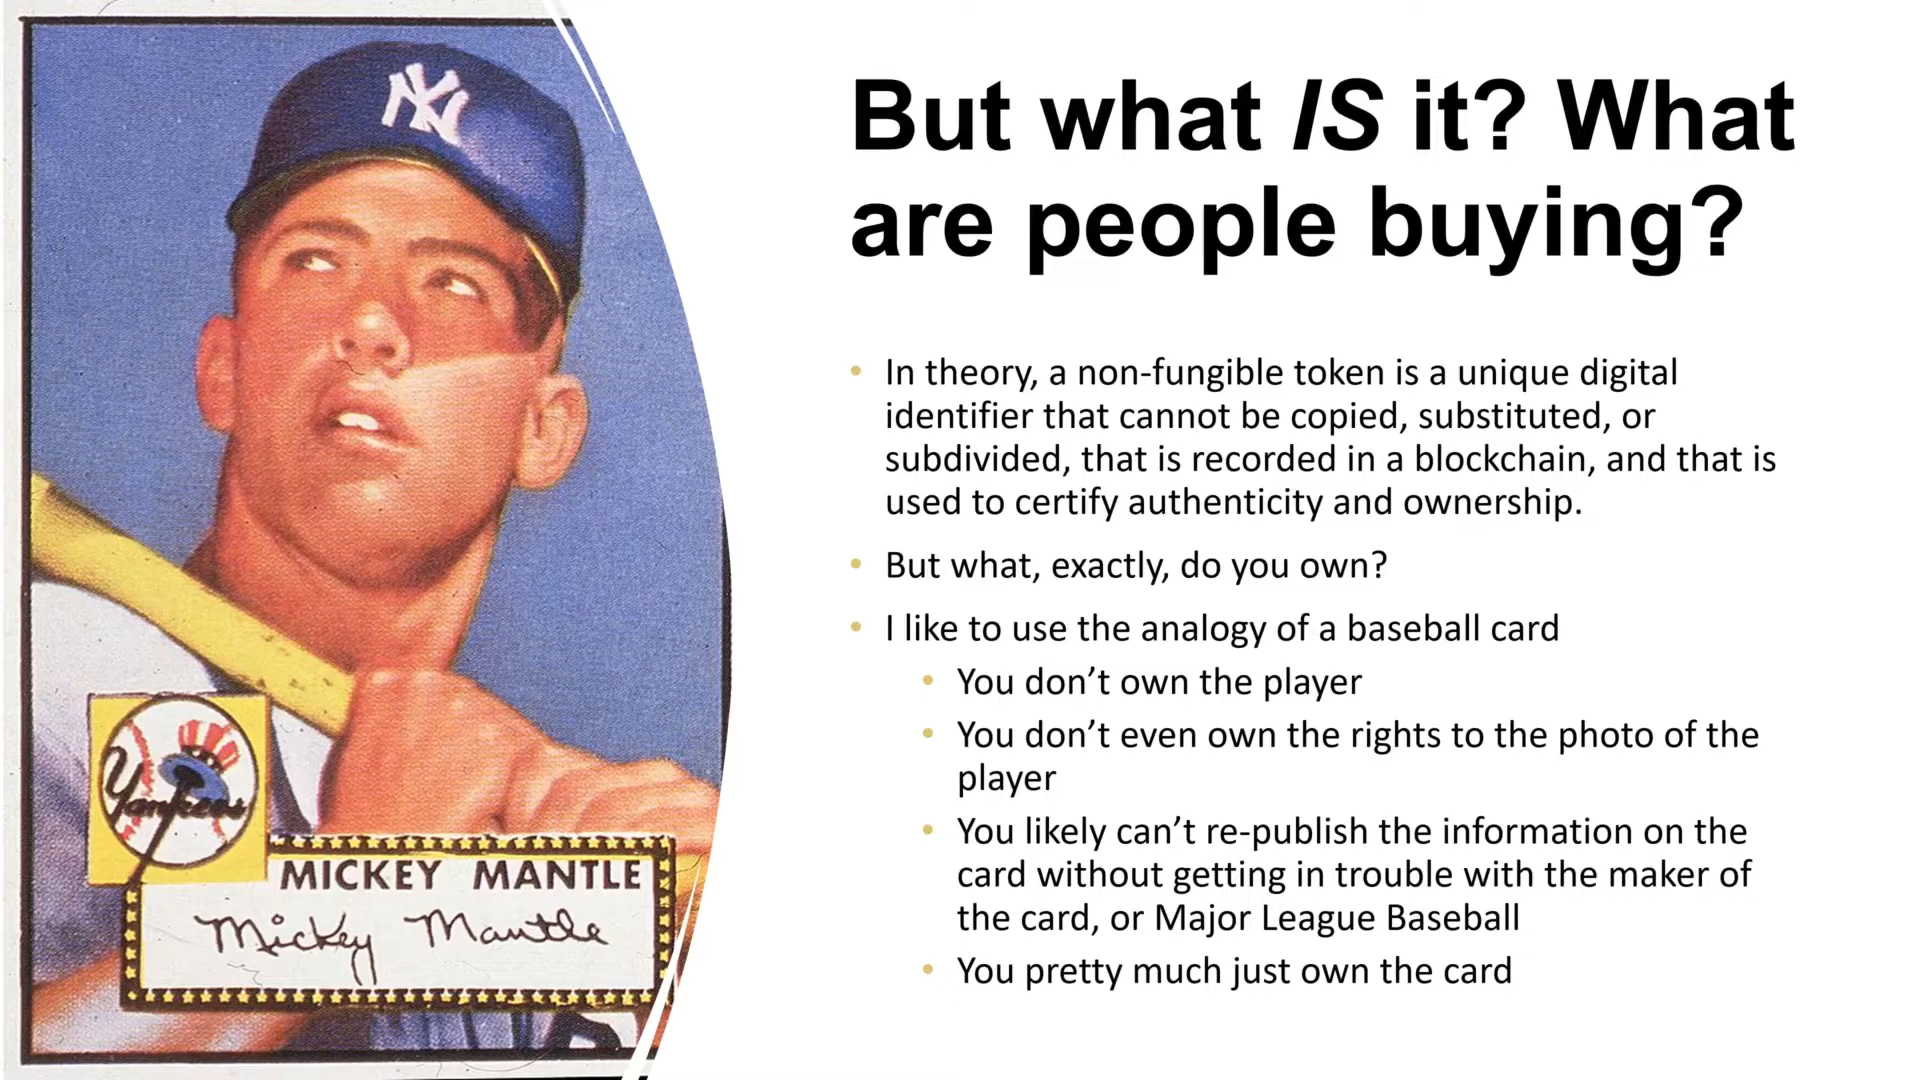 But what IS it? What
are people buying?
• In theory, a non-fungible token is a unique digital
identifier that cannot be copied, substituted, or
subdivided, that is recorded in a blockchain, and that is
used to certify authenticity and ownership.
• But what, exactly, do you own?
• I like to use the analogy of a baseball card
• You don’t own the player
• You don’t even own the rights to the photo of the
player
• You likely can’t re-publish the information on the
card without getting in trouble with the maker of
the card, or Major League Baseball
• You pretty much just own the card
NY
Yankees
MICKEY MANTLE
Mickey Mantle